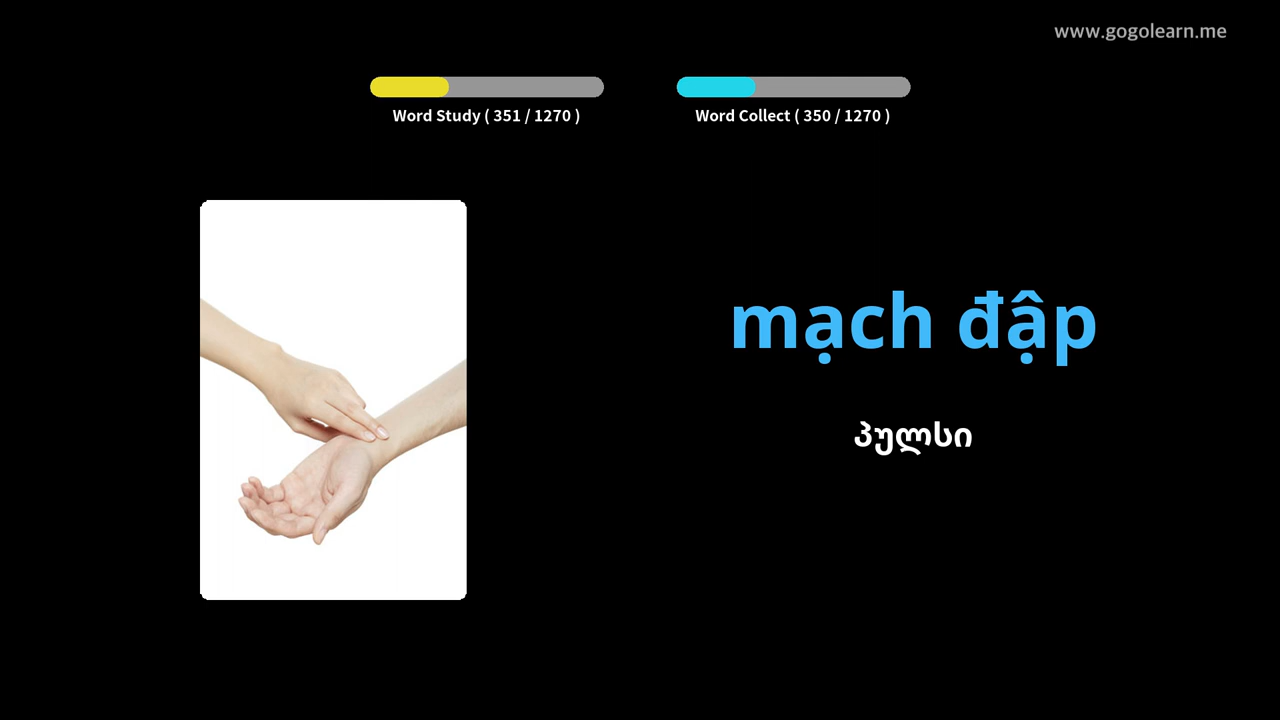 www.gogolearn.me
Word Study ( 351 / 1270 )
Word Collect ( 350 / 1270 )
mạch đập
პულსი